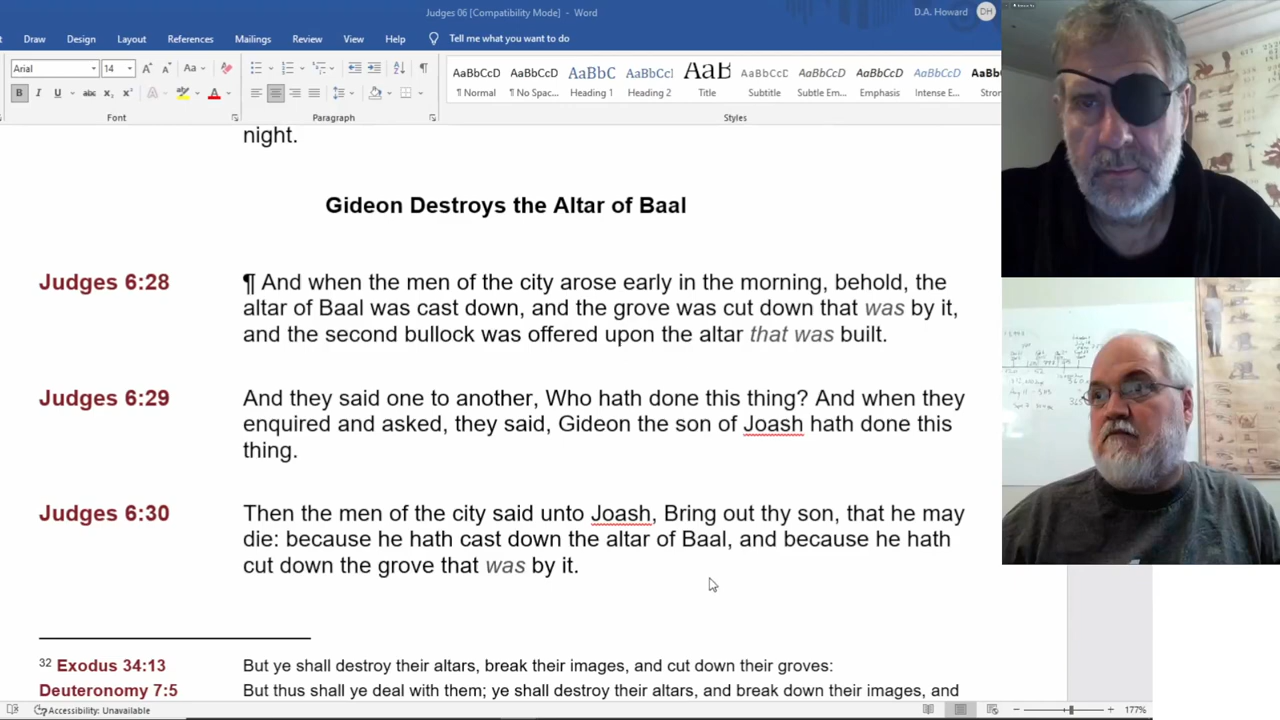 Judges 06 [Compatibility Mode] - Word
D.A. Howard DH
Draw Design Layout References Mailings Review View Help Tell me what you want to do
Arial 14 Aa
AaBbCcD AaBbCcD AaBbC AaBbCcl AaB AaBbCcD AaBbCcD AaBbCcD AaBbCcD AaBbC
B I U abc x₂ x² A A
¶ Normal ¶ No Spac... Heading 1 Heading 2 Title Subtitle Subtle Em... Emphasis Intense E... Stron
Font Paragraph Styles
night.
Gideon Destroys the Altar of Baal
Judges 6:28 ¶ And when the men of the city arose early in the morning, behold, the
altar of Baal was cast down, and the grove was cut down that was by it,
and the second bullock was offered upon the altar that was built.
Judges 6:29 And they said one to another, Who hath done this thing? And when they
enquired and asked, they said, Gideon the son of Joash hath done this
thing.
Judges 6:30 Then the men of the city said unto Joash, Bring out thy son, that he may
die: because he hath cast down the altar of Baal, and because he hath
cut down the grove that was by it.
32 Exodus 34:13 But ye shall destroy their altars, break their images, and cut down their groves:
Deuteronomy 7:5 But thus shall ye deal with them; ye shall destroy their altars, and break down their images, and
Accessibility: Unavailable 177%